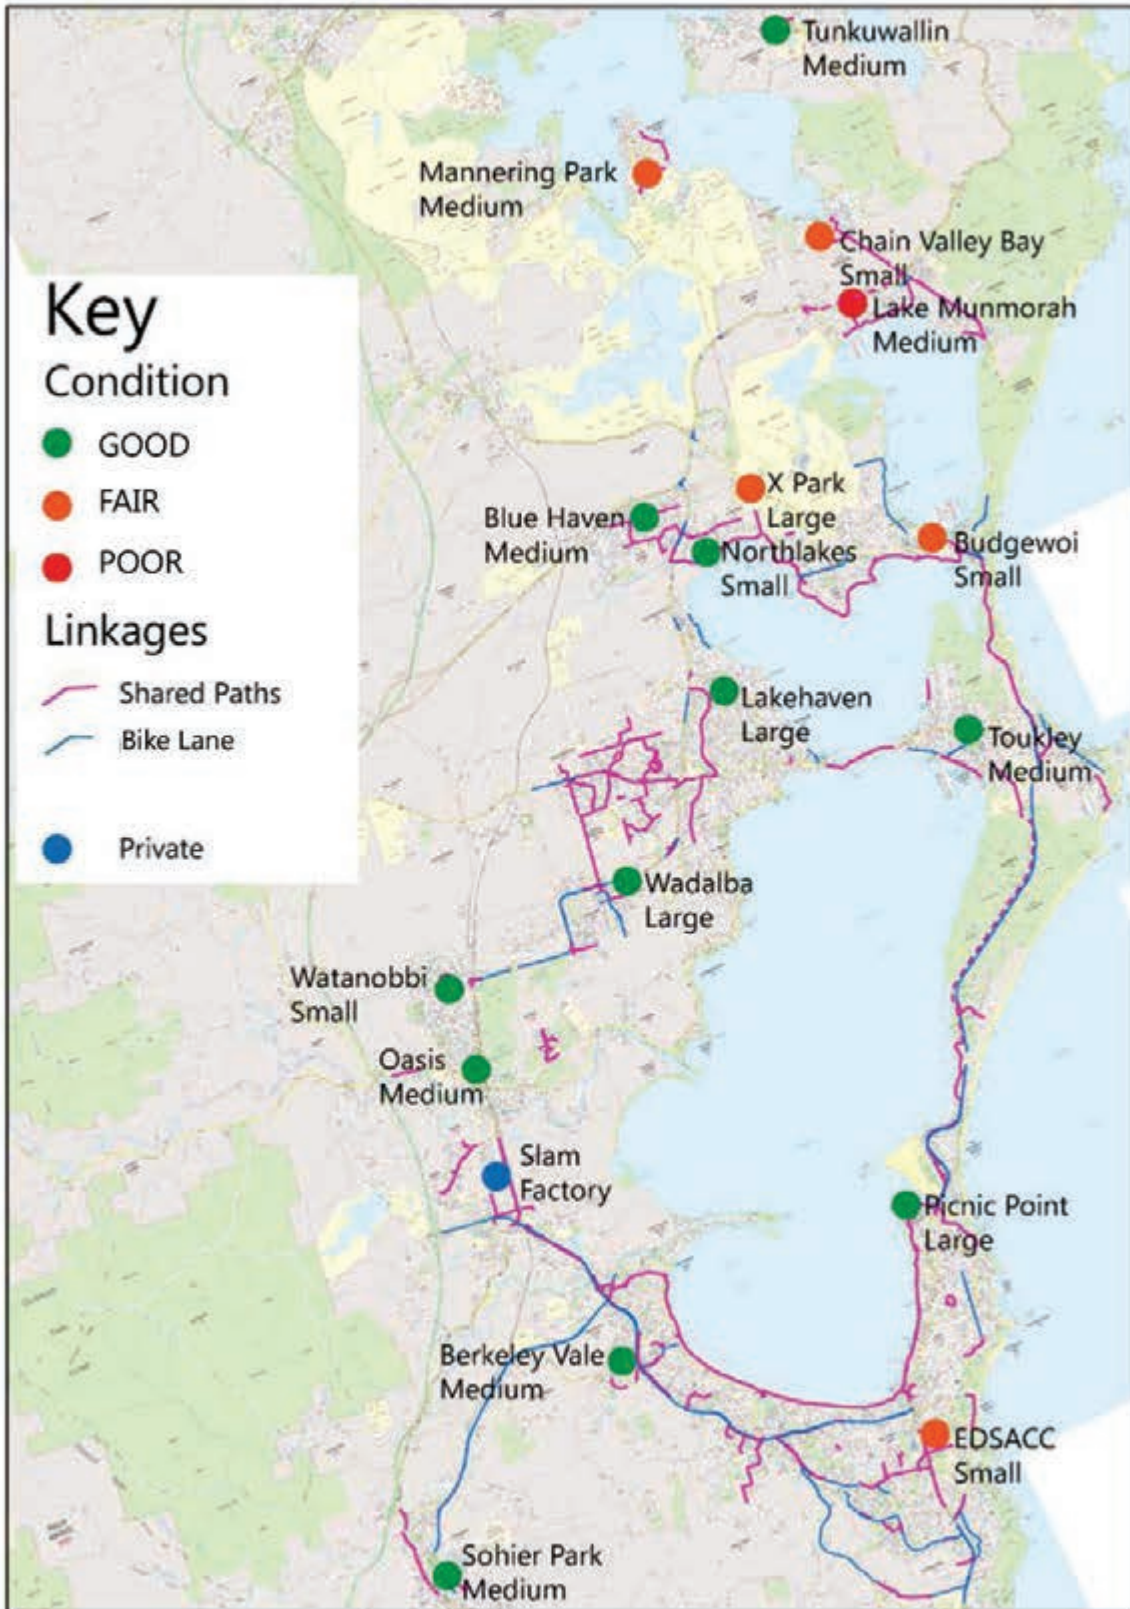 Tunkuwallin
Medium
Mannering Park
Medium
Chain Valley Bay
Small
Lake Munmorah
Medium
Key
Condition
GOOD
FAIR
POOR
Linkages
Shared Paths
Bike Lane
Private
X Park
Large
Blue Haven
Medium
Northlakes
Small
Budgewoi
Small
Lakehaven
Large
Toukley
Medium
Wadalba
Large
Watanobbi
Small
Oasis
Medium
Slam
Factory
Picnic Point
Large
Berkeley Vale
Medium
EDSACC
Small
Sohier Park
Medium